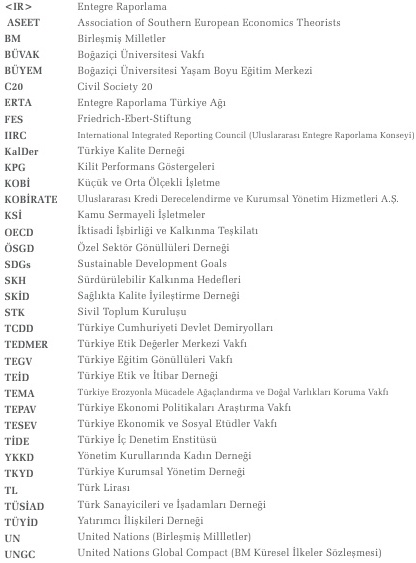 <IR> Entegre Raporlama
ASEET Association of Southern European Economics Theorists
BM Birleşmiş Milletler
BÜVAK Boğaziçi Üniversitesi Vakfı
BÜYEM Boğaziçi Üniversitesi Yaşam Boyu Eğitim Merkezi
C20 Civil Society 20
ERTA Entegre Raporlama Türkiye Ağı
FES Friedrich-Ebert-Stiftung
IIRC International Integrated Reporting Council (Uluslararası Entegre Raporlama Konseyi)
KalDer Türkiye Kalite Derneği
KPG Kilit Performans Göstergeleri
KOBİ Küçük ve Orta Ölçekli İşletme
KOBİRATE Uluslararası Kredi Derecelendirme ve Kurumsal Yönetim Hizmetleri A.Ş.
KSİ Kamu Sermayeli İşletmeler
OECD İktisadi İşbirliği ve Kalkınma Teşkilatı
ÖSGD Özel Sektör Gönüllüleri Derneği
SDGs Sustainable Development Goals
SKH Sürdürülebilir Kalkınma Hedefleri
SKİD Sağlıkta Kalite İyileştirme Derneği
STK Sivil Toplum Kuruluşu
TCDD Türkiye Cumhuriyeti Devlet Demiryolları
TEDMER Türkiye Etik Değerler Merkezi Vakfı
TEGV Türkiye Eğitim Gönüllüleri Vakfı
TEİD Türkiye Etik ve İtibar Derneği
TEMA Türkiye Erozyonla Mücadele Ağaçlandırma ve Doğal Varlıkları Koruma Vakfı
TEPAV Türkiye Ekonomi Politikaları Araştırma Vakfı
TESEV Türkiye Ekonomik ve Sosyal Etüdler Vakfı
TİDE Türkiye İç Denetim Enstitüsü
YKKD Yönetim Kurullarında Kadın Derneği
TKYD Türkiye Kurumsal Yönetim Derneği
TL Türk Lirası
TÜSİAD Türk Sanayicileri ve İşadamları Derneği
TÜYİD Yatırımcı İlişkileri Derneği
UN United Nations (Birleşmiş Millletler)
UNGC United Nations Global Compact (BM Küresel İlkeler Sözleşmesi)